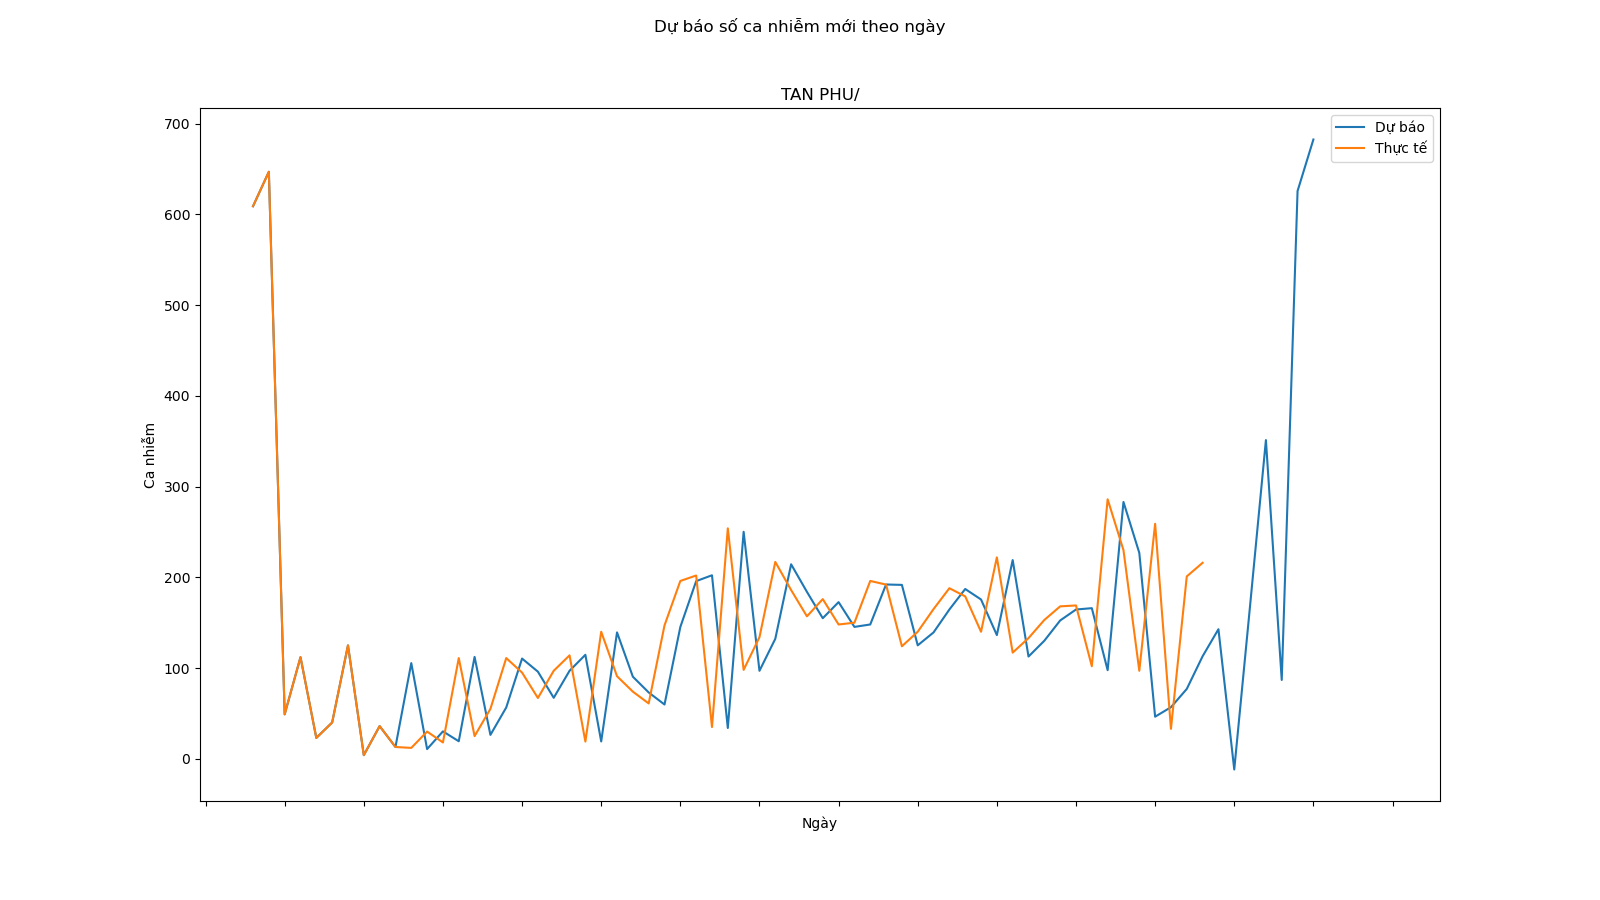 Dự báo số ca nhiễm mới theo ngày
TAN PHU/
Dự báo
Thực tế
700
600
500
400
300
200
100
0
Ca nhiễm
Ngày